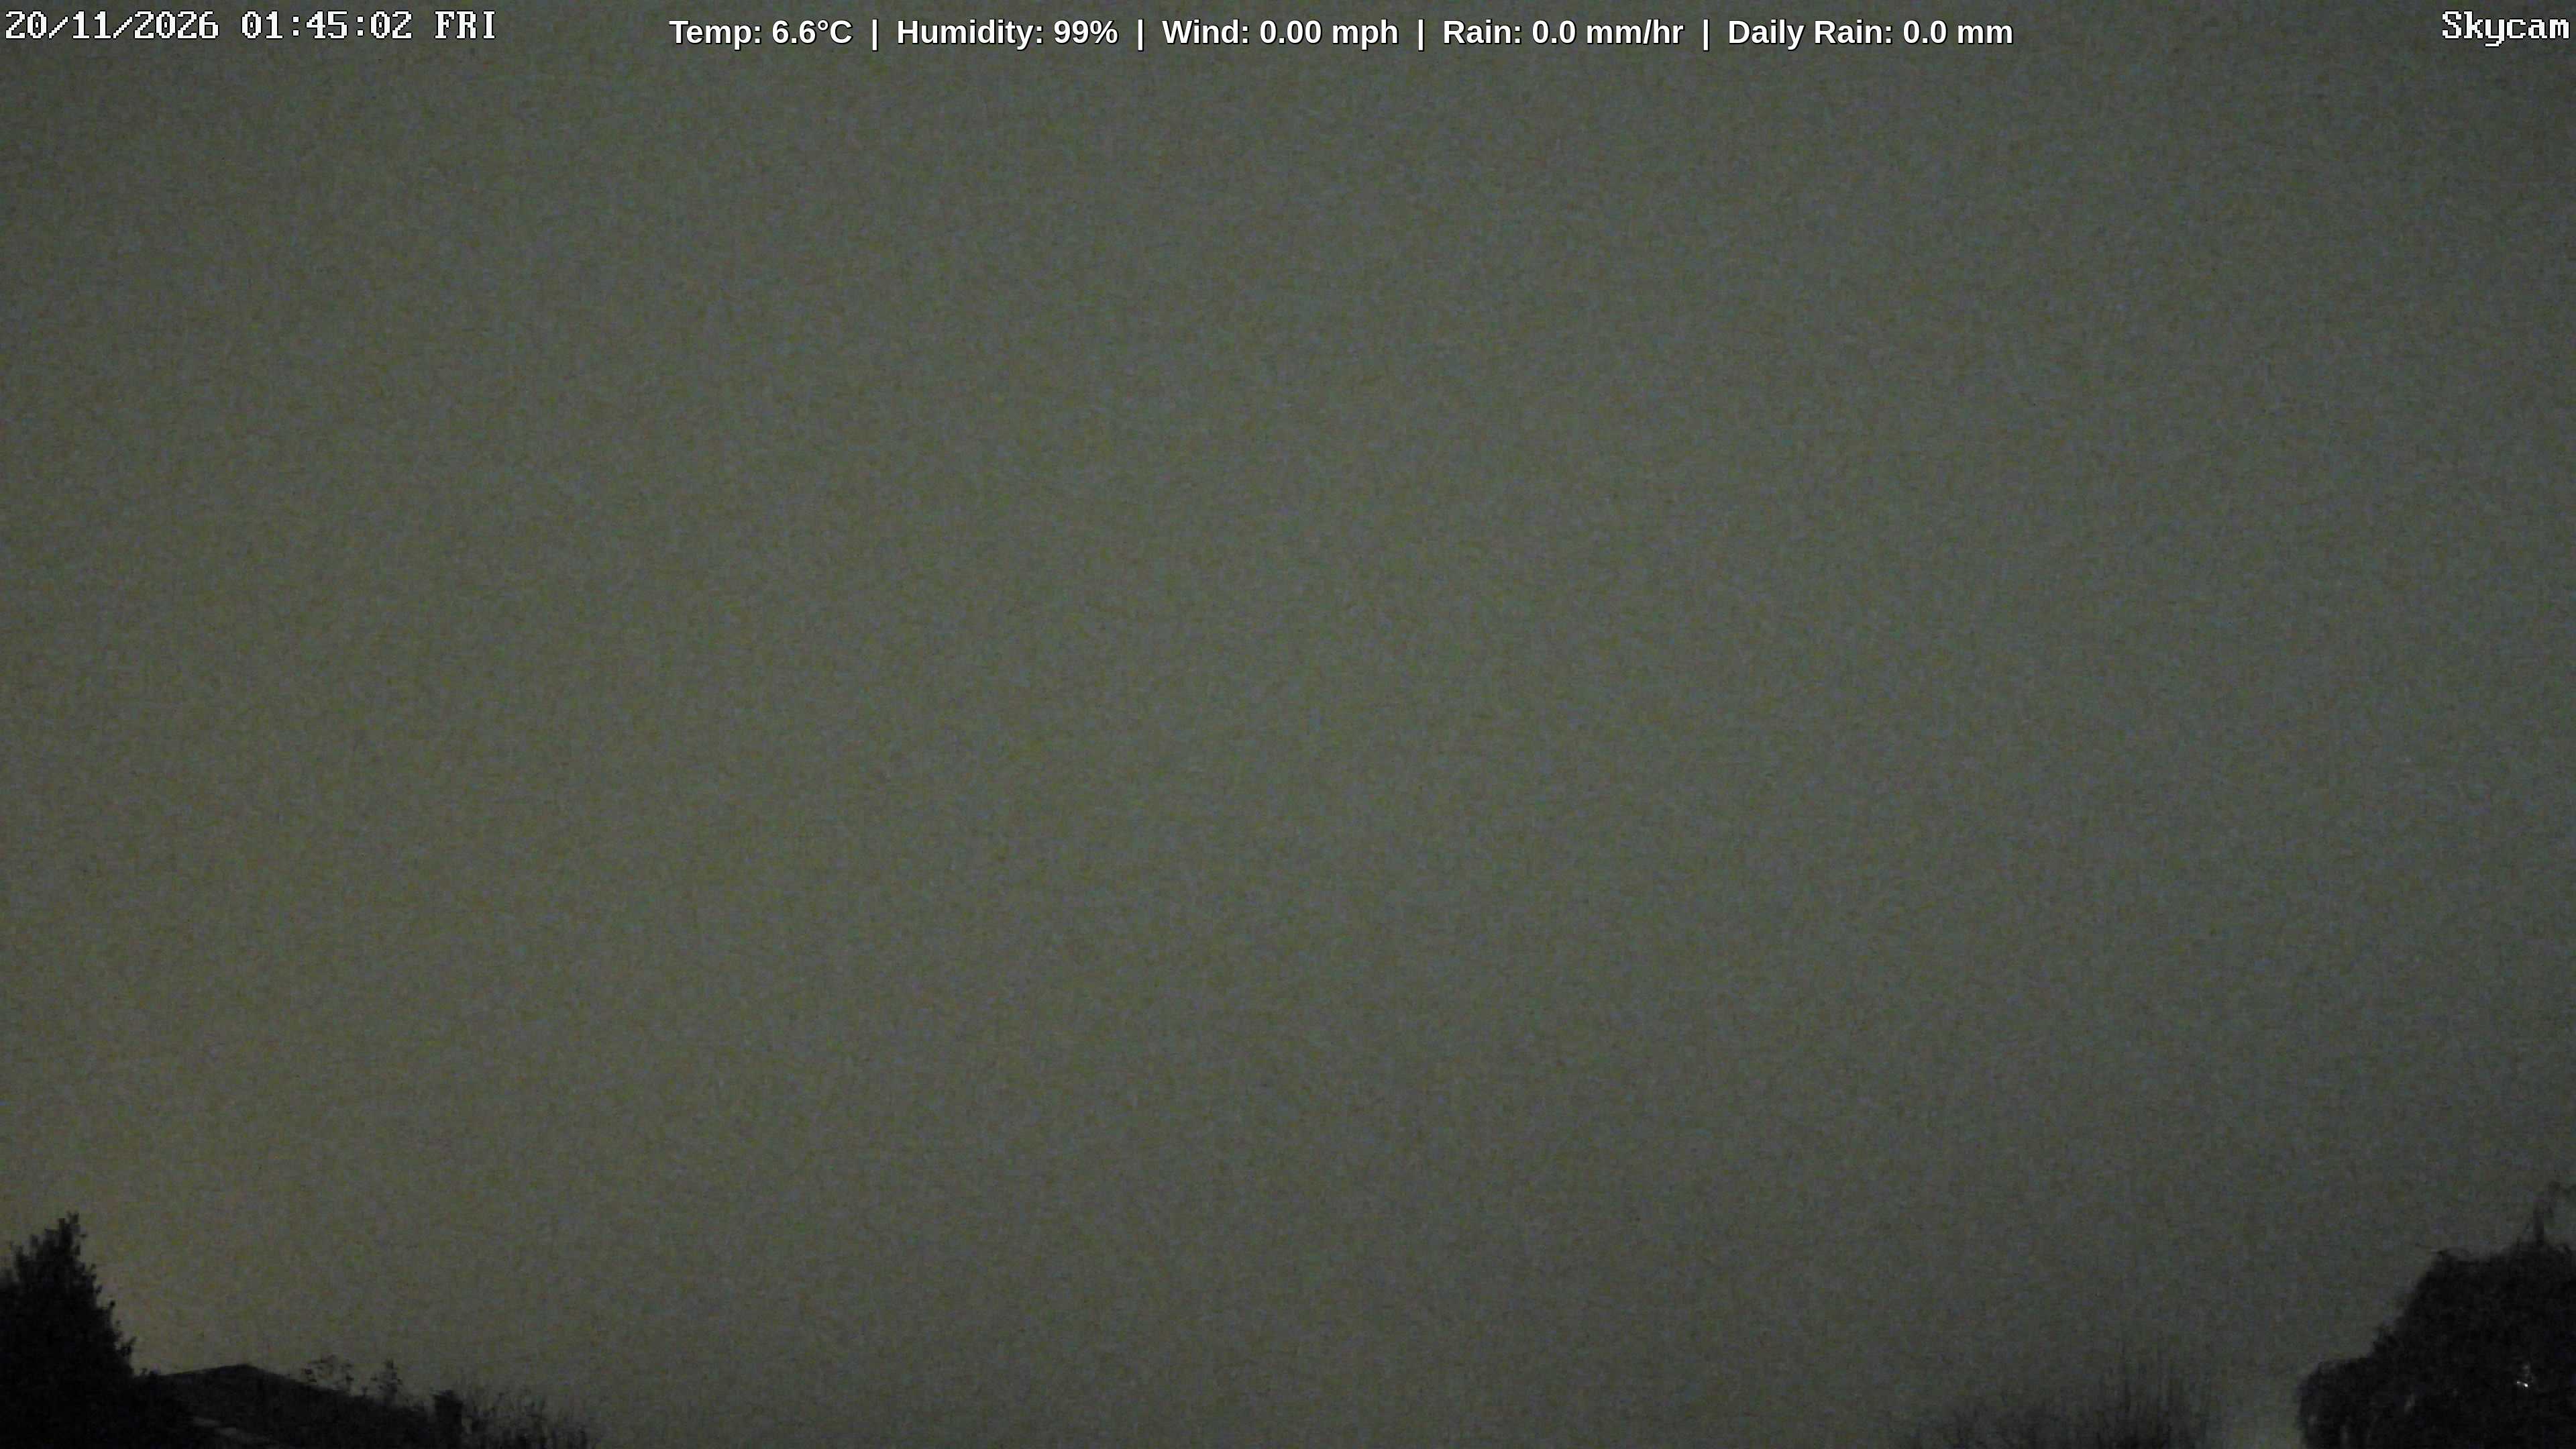 20/11/2026 01:45:02 FRI
Temp: 6.6°C | Humidity: 99% | Wind: 0.00 mph | Rain: 0.0 mm/hr | Daily Rain: 0.0 mm
Skycam